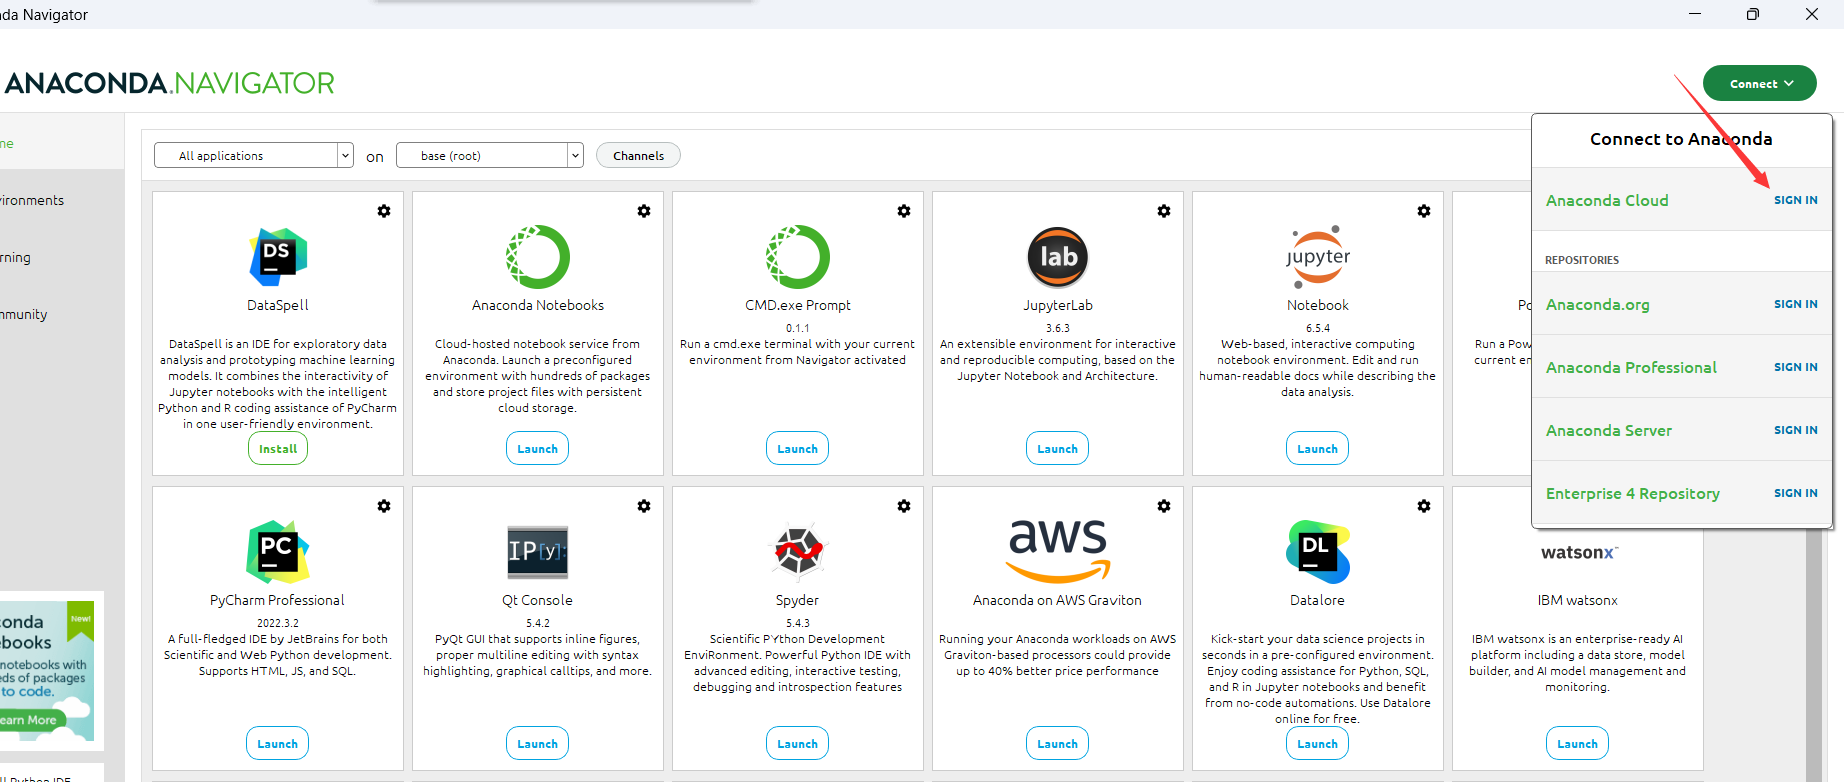 nda Navigator
ANACONDA.NAVIGATOR
Connect
Connect to Anaconda
Anaconda Cloud SIGN IN
REPOSITORIES
Anaconda.org SIGN IN
Anaconda Professional SIGN IN
Anaconda Server SIGN IN
Enterprise 4 Repository SIGN IN
me
vironments
rning
mmunity
All applications on base (root) Channels
DataSpell
DataSpell is an IDE for exploratory data
analysis and prototyping machine learning
models. It combines the interactivity of
Jupyter notebooks with the intelligent
Python and R coding assistance of PyCharm
in one user-friendly environment.
Install
DS
Anaconda Notebooks
Cloud-hosted notebook service from
Anaconda. Launch a preconfigured
environment with hundreds of packages
and store project files with persistent
cloud storage.
Launch
CMD.exe Prompt
0.1.1
Run a cmd.exe terminal with your current
environment from Navigator activated
Launch
lab
JupyterLab
3.6.3
An extensible environment for interactive
and reproducible computing, based on the
Jupyter Notebook and Architecture.
Launch
jupyter
Notebook
6.5.4
Web-based, interactive computing
notebook environment. Edit and run
human-readable docs while describing the
data analysis.
Launch
Po
Run a Pow
current en
PC
PyCharm Professional
2022.3.2
A full-fledged IDE by JetBrains for both
Scientific and Web Python development.
Supports HTML, JS, and SQL.
Launch
IP[y]:
Qt Console
5.4.2
PyQt GUI that supports inline figures,
proper multiline editing with syntax
highlighting, graphical calltips, and more.
Launch
Spyder
5.4.3
Scientific PYthon Development
EnviRonment. Powerful Python IDE with
advanced editing, interactive testing,
debugging and introspection features
Launch
aws
Anaconda on AWS Graviton
Running your Anaconda workloads on AWS
Graviton-based processors could provide
up to 40% better price performance
Launch
DL
Datalore
Kick-start your data science projects in
seconds in a pre-configured environment.
Enjoy coding assistance for Python, SQL,
and R in Jupyter notebooks and benefit
from no-code automations. Use Datalore
online for free.
Launch
watsonx™
IBM watsonx
IBM watsonx is an enterprise-ready AI
platform including a data store, model
builder, and AI model management and
monitoring.
Launch
New!
conda
ebooks
notebooks with
eds of packages
to code.
earn More
Python IDE